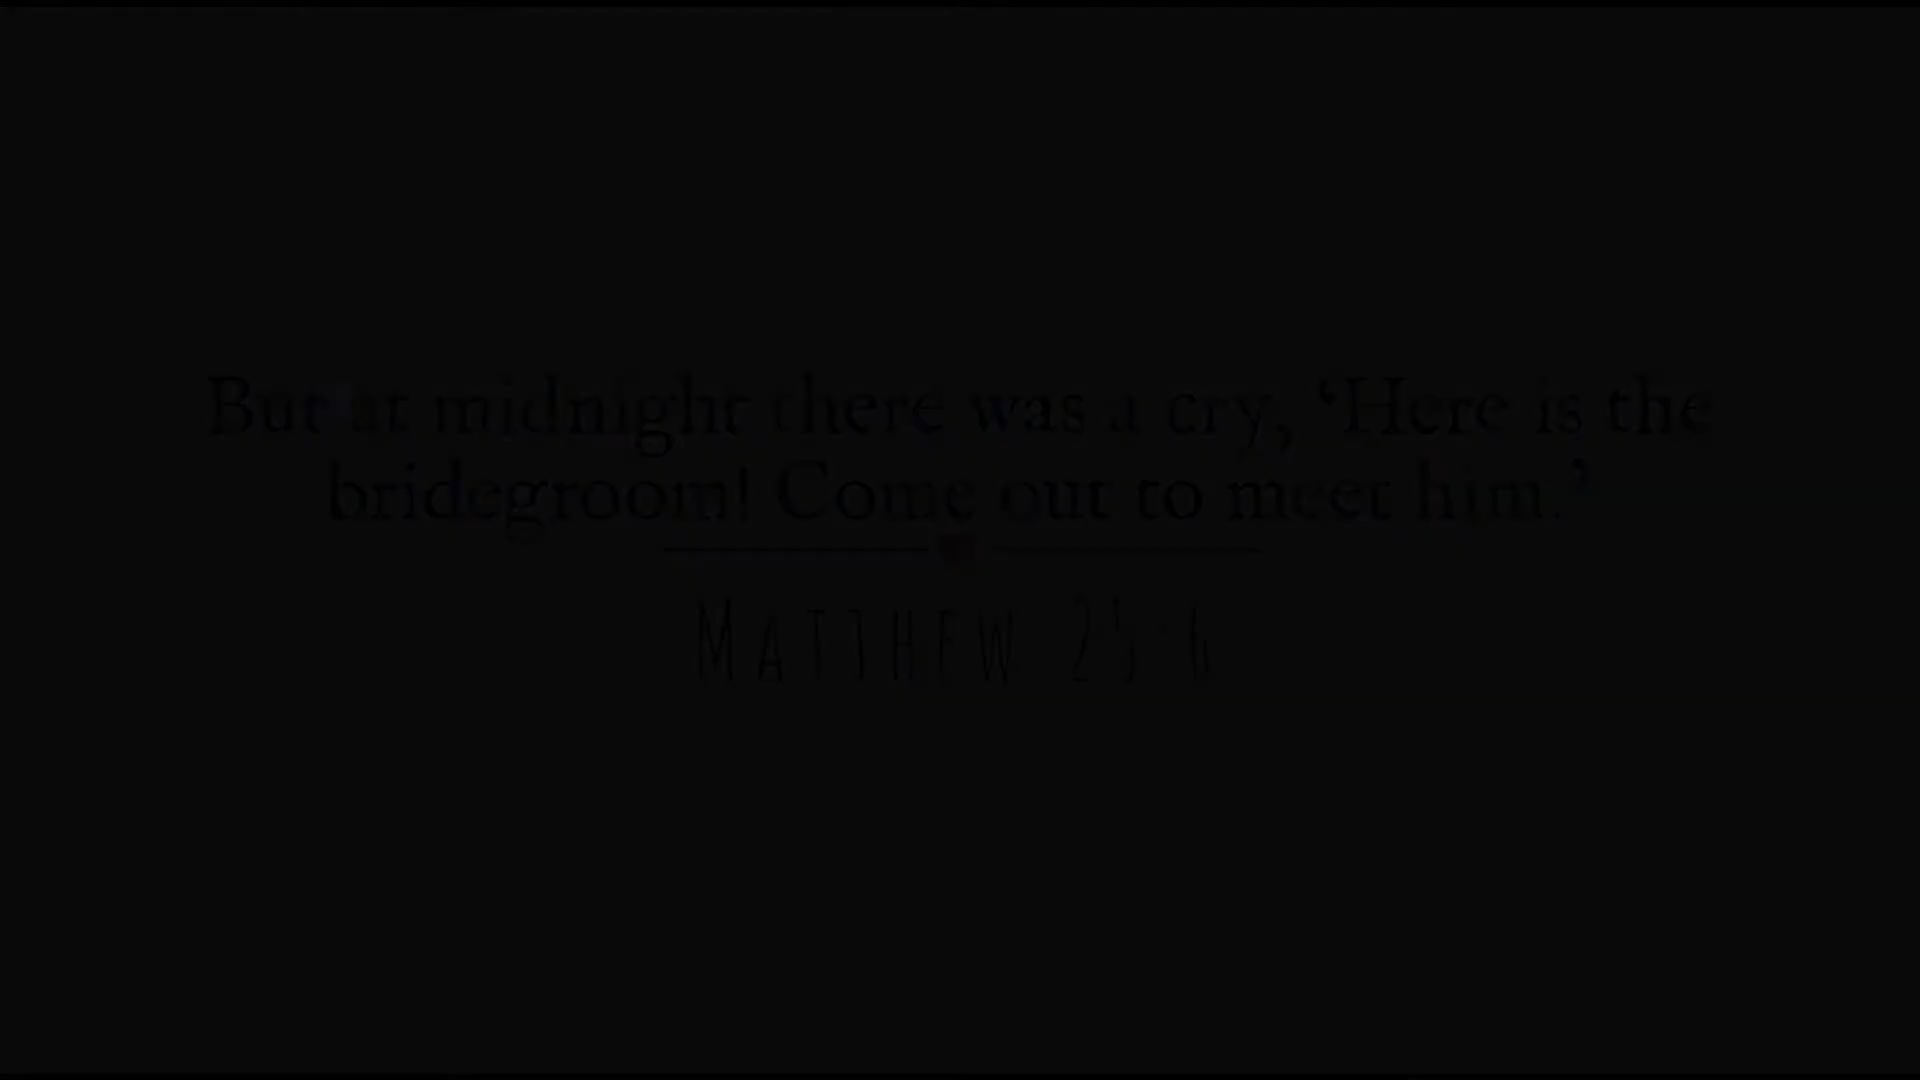 But at midnight there was a cry, ‘Here is the
bridegroom! Come out to meet him.’
Matthew 25:6